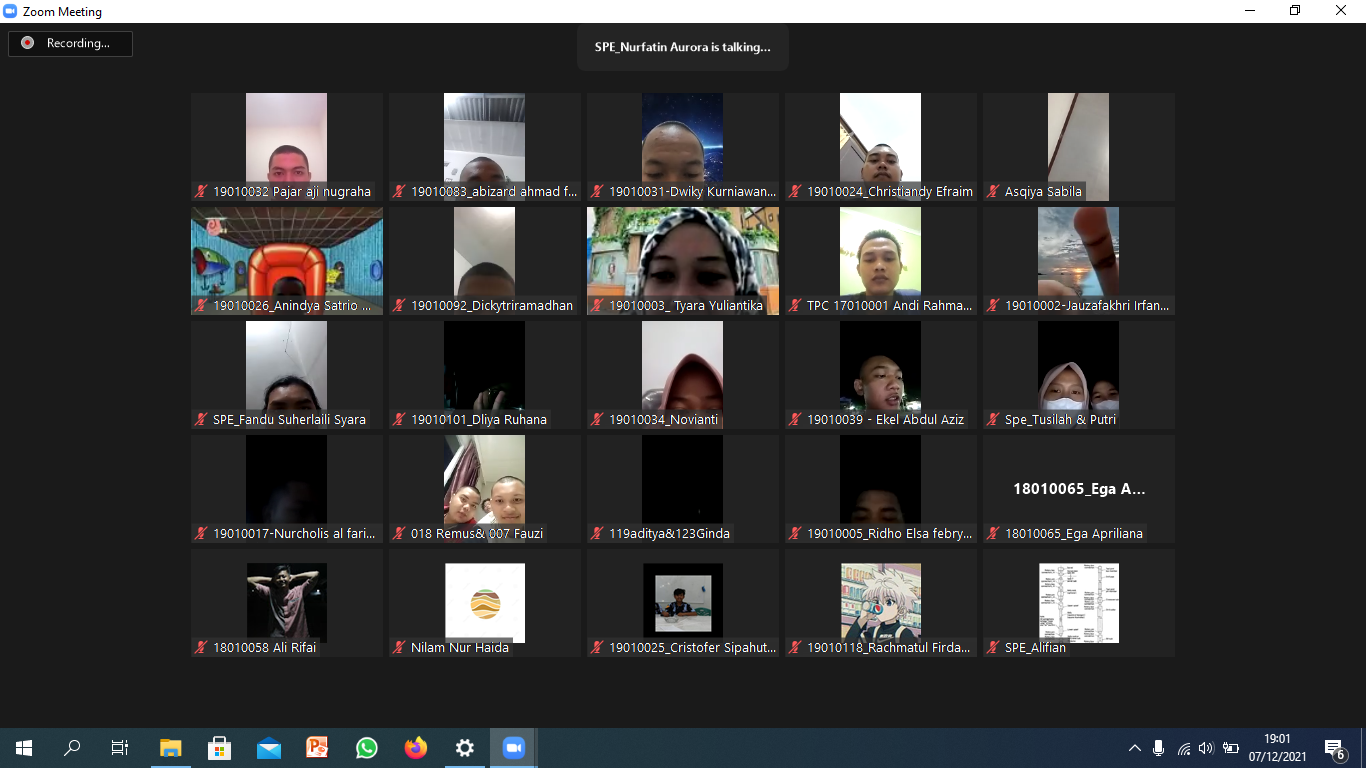 Zoom Meeting
Recording...
SPE_Nurfatin Aurora is talking...
19010032 Pajar aji nugraha
19010083_abizard ahmad f...
19010031-Dwiky Kurniawan...
19010024_Christiandy Efraim
Asqiya Sabila
19010026_Anindya Satrio ...
19010092_Dickytriramadhan
19010003_ Tyara Yuliantika
TPC 17010001 Andi Rahma...
19010002-Jauzafakhri Irfan...
SPE_Fandu Suherlaili Syara
19010101_Dliya Ruhana
19010034_Novianti
19010039 - Ekel Abdul Aziz
Spe_Tusilah & Putri
19010017-Nurcholis al fari...
018 Remus& 007 Fauzi
119aditya&123Ginda
19010005_Ridho Elsa febry...
18010065_Ega A...
18010065_Ega Apriliana
18010058 Ali Rifai
Nilam Nur Haida
19010025_Cristofer Sipahut...
19010118_Rachmatul Firda...
SPE_Alifian
19:01
07/12/2021
6